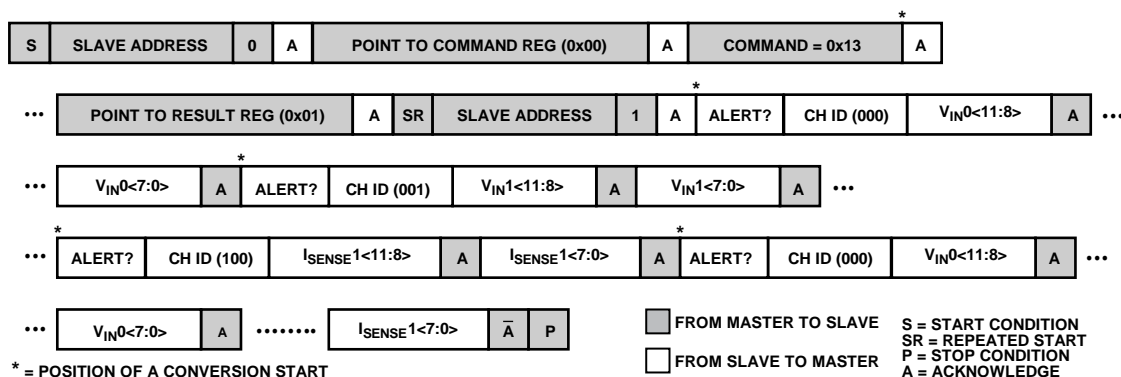 *
S SLAVE ADDRESS 0 A POINT TO COMMAND REG (0x00) A COMMAND = 0x13 A
*
••• POINT TO RESULT REG (0x01) A SR SLAVE ADDRESS 1 A ALERT? CH ID (000) VIN0<11:8> A •••
*
••• VIN0<7:0> A ALERT? CH ID (001) VIN1<11:8> A VIN1<7:0> A •••
* *
••• ALERT? CH ID (100) ISENSE1<11:8> A ISENSE1<7:0> A ALERT? CH ID (000) VIN0<11:8> A •••
••• VIN0<7:0> A •••••••• ISENSE1<7:0> A̅ P
FROM MASTER TO SLAVE
FROM SLAVE TO MASTER
S = START CONDITION
SR = REPEATED START
P = STOP CONDITION
A = ACKNOWLEDGE
* = POSITION OF A CONVERSION START